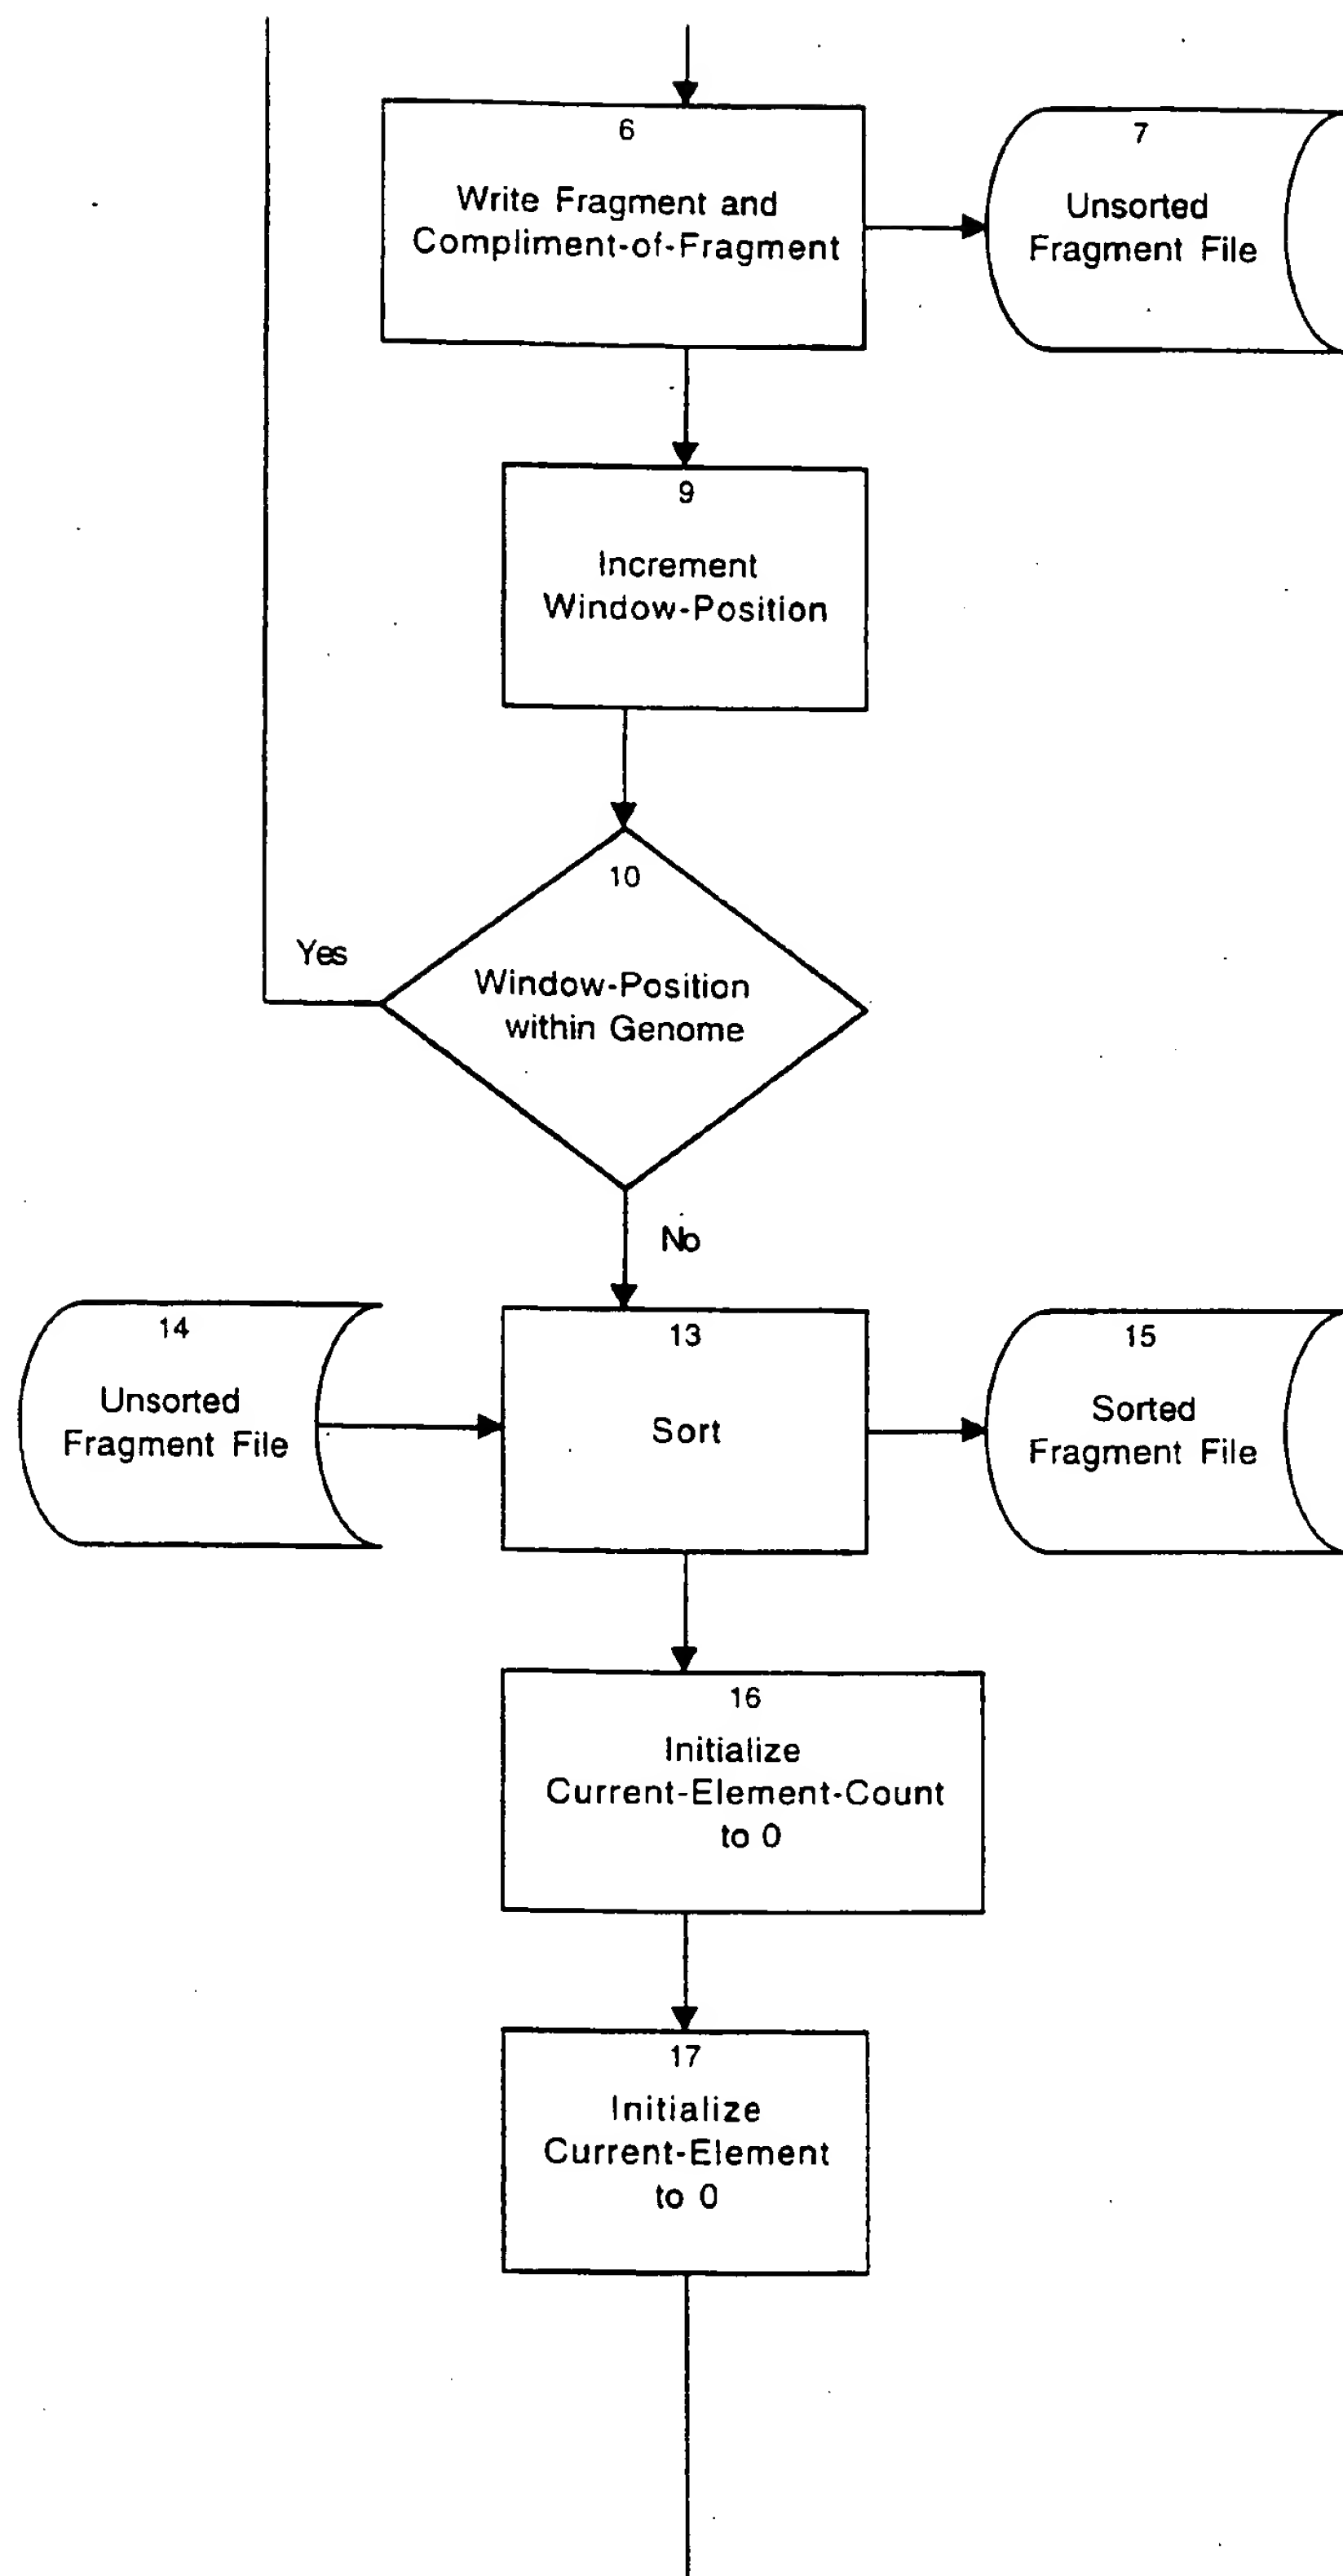 6
Write Fragment and
Compliment-of-Fragment
7
Unsorted
Fragment File
9
Increment
Window-Position
10
Yes
Window-Position
within Genome
No
14
Unsorted
Fragment File
13
Sort
15
Sorted
Fragment File
16
Initialize
Current-Element-Count
to 0
17
Initialize
Current-Element
to 0